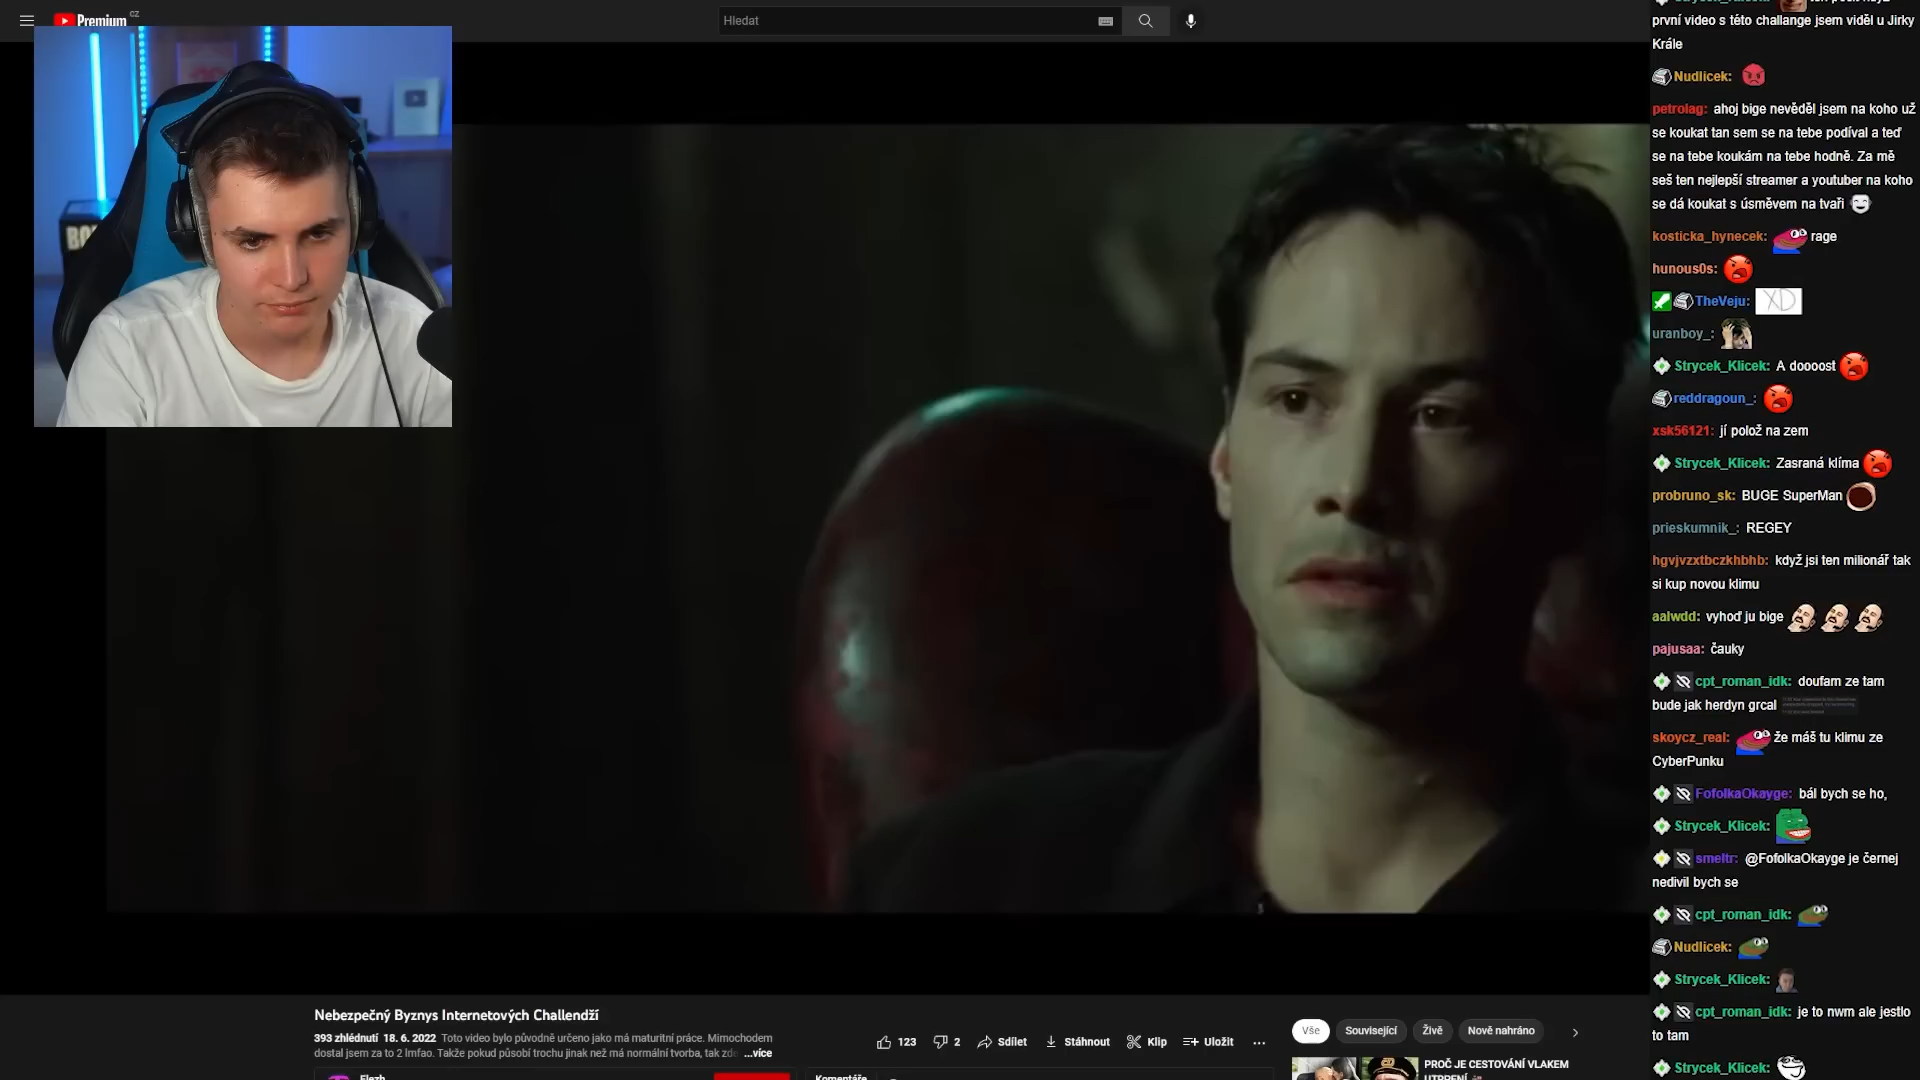 Premium CZ
Hledat
první video s této challange jsem viděl u Jirky
Krále
Nudlicek:
petrolag: ahoj bige nevěděl jsem na koho už
se koukat tan sem se na tebe podíval a teď
se na tebe koukám na tebe hodně. Za mě
seš ten nejlepší streamer a youtuber na koho
se dá koukat s úsměvem na tvaři
kosticka_hynecek: rage
hunous0s:
TheVeju: XD
uranboy_:
Strycek_Klicek: A doooost
reddragoun_:
xsk56121: jí polož na zem
Strycek_Klicek: Zasraná klíma
probruno_sk: BUGE SuperMan
prieskumnik_: REGEY
hgvjvzxtbczkhbhb: když jsi ten milionář tak
si kup novou klimu
aalwdd: vyhoď ju bige
pajusaa: čauky
cpt_roman_idk: doufam ze tam
bude jak herdyn grcal
skoycz_real: že máš tu klimu ze
CyberPunku
FofolkaOkayge: bál bych se ho,
Strycek_Klicek:
smeltr: @FofolkaOkayge je černej
nedivil bych se
cpt_roman_idk:
Nudlicek:
Strycek_Klicek:
cpt_roman_idk: je to nwm ale jestlo
to tam
Strycek_Klicek:
Nebezpečný Byznys Internetových Challendží
393 zhlédnutí 18. 6. 2022 Toto video bylo původně určeno jako má maturitní práce. Mimochodem
dostal jsem za to 2 lmfao. Takže pokud působí trochu jinak než má normální tvorba, tak zde ...více
123 2 Sdílet Stáhnout Klip Uložit ...
Vše Související Živě Nově nahráno
PROČ JE CESTOVÁNÍ VLAKEM
UTRPENÍ
Flezh
Komentáře